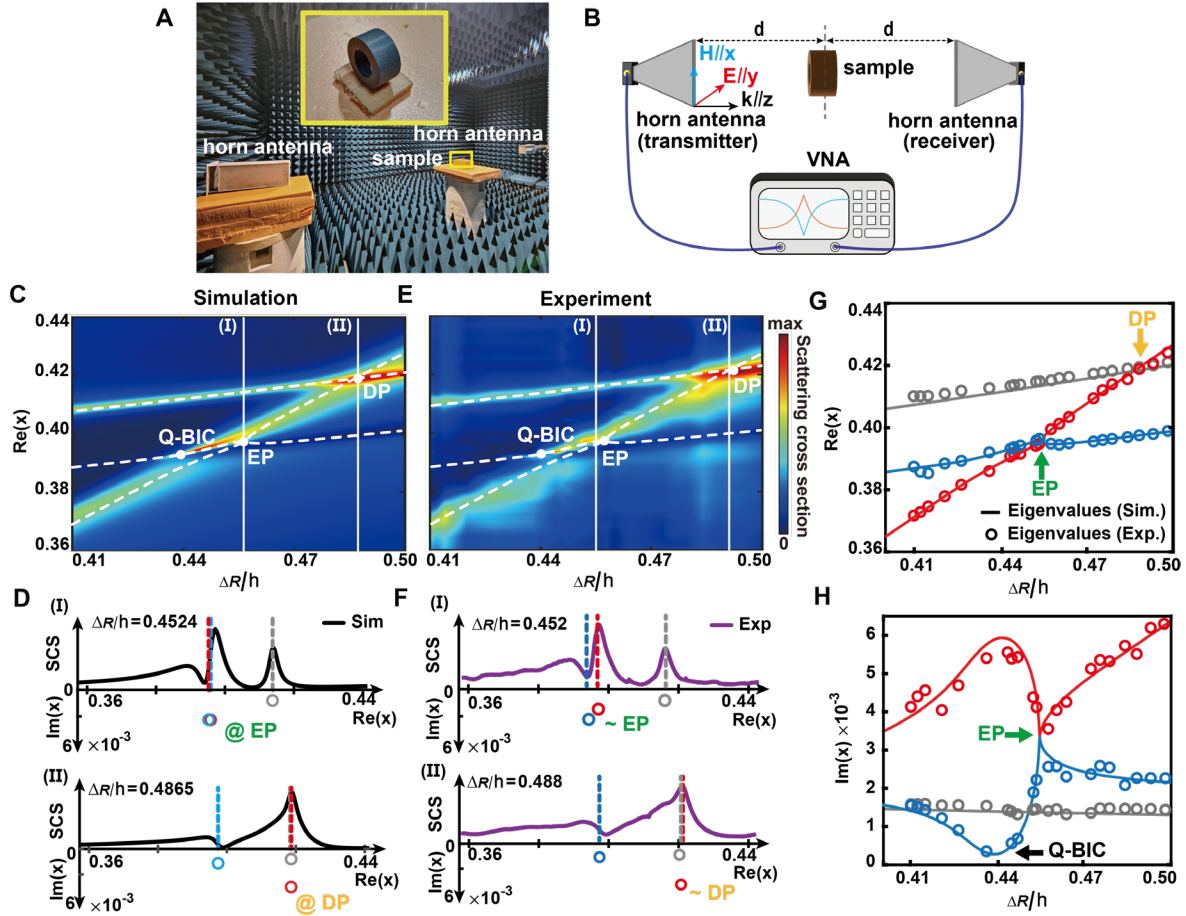 A
horn antenna
horn antenna
sample
B
d
d
H//x
E//y
k//z
sample
horn antenna
(transmitter)
horn antenna
(receiver)
VNA
C
Simulation
(I)
(II)
0.44
0.42
0.40
0.38
0.36
Re(x)
Q-BIC
EP
DP
0.41
0.44
0.47
0.50
ΔR/h
E
Experiment
(I)
(II)
Q-BIC
EP
DP
0.41
0.44
0.47
0.50
ΔR/h
max
Scattering cross section
0
G
0.44
0.42
0.40
0.38
0.36
Re(x)
DP
EP
Eigenvalues (Sim.)
Eigenvalues (Exp.)
0.41
0.44
0.47
0.50
ΔR/h
D
(I)
ΔR/h=0.4524
Sim
SCS
0
0.36
0.44
Re(x)
Im(x)
@ EP
6 ×10⁻³
(II)
ΔR/h=0.4865
SCS
0
0.36
0.44
Re(x)
Im(x)
@ DP
6 ×10⁻³
F
(I)
ΔR/h=0.452
Exp
SCS
0
0.36
0.44
Re(x)
Im(x)
~ EP
6 ×10⁻³
(II)
ΔR/h=0.488
SCS
0
0.36
0.44
Re(x)
Im(x)
~ DP
6 ×10⁻³
H
6
5
4
3
2
1
0
Im(x) ×10⁻³
EP
Q-BIC
0.41
0.44
0.47
0.50
ΔR/h